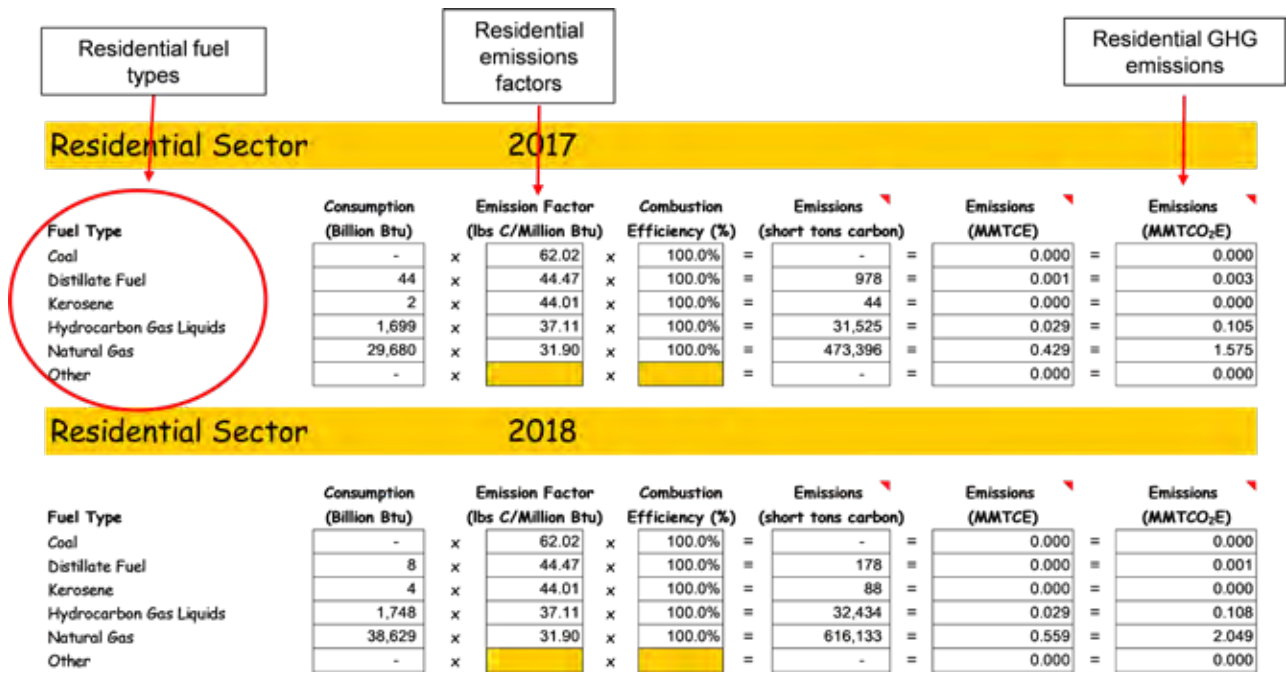 Residential fuel
types
Residential
emissions
factors
Residential GHG
emissions
Residential Sector 2017
Consumption Emission Factor Combustion Emissions Emissions Emissions
Fuel Type (Billion Btu) (lbs C/Million Btu) Efficiency (%) (short tons carbon) (MMTCE) (MMTCO₂E)
Coal - x 62.02 x 100.0% = - = 0.000 = 0.000
Distillate Fuel 44 x 44.47 x 100.0% = 978 = 0.001 = 0.003
Kerosene 2 x 44.01 x 100.0% = 44 = 0.000 = 0.000
Hydrocarbon Gas Liquids 1,699 x 37.11 x 100.0% = 31,525 = 0.029 = 0.105
Natural Gas 29,680 x 31.90 x 100.0% = 473,396 = 0.429 = 1.575
Other - x x = - = 0.000 = 0.000
Residential Sector 2018
Consumption Emission Factor Combustion Emissions Emissions Emissions
Fuel Type (Billion Btu) (lbs C/Million Btu) Efficiency (%) (short tons carbon) (MMTCE) (MMTCO₂E)
Coal - x 62.02 x 100.0% = - = 0.000 = 0.000
Distillate Fuel 8 x 44.47 x 100.0% = 178 = 0.000 = 0.001
Kerosene 4 x 44.01 x 100.0% = 88 = 0.000 = 0.000
Hydrocarbon Gas Liquids 1,748 x 37.11 x 100.0% = 32,434 = 0.029 = 0.108
Natural Gas 38,629 x 31.90 x 100.0% = 616,133 = 0.559 = 2.049
Other - x x = - = 0.000 = 0.000